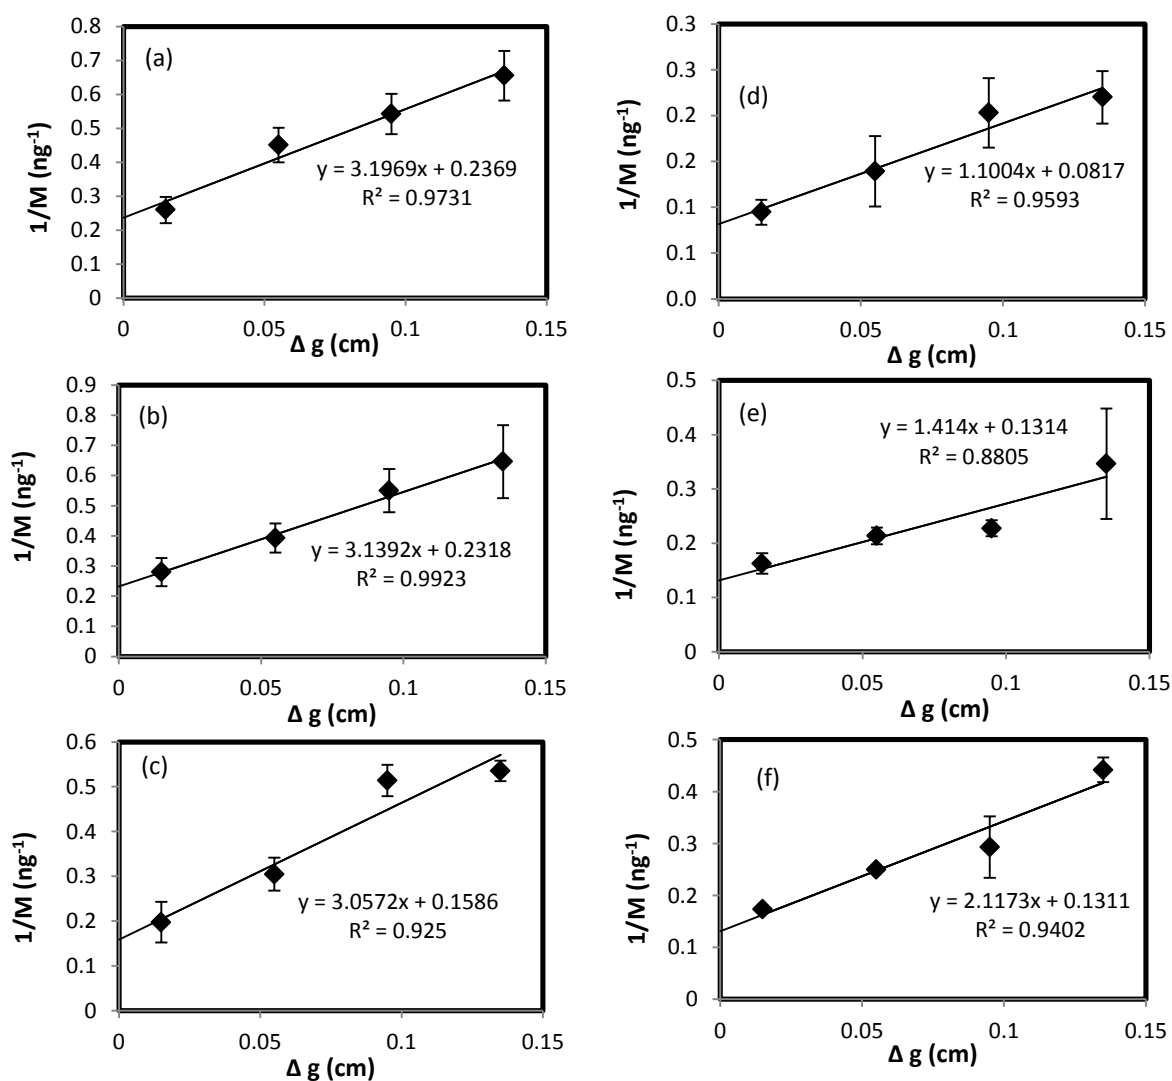 (a)
0.8
0.7
0.6
0.5
0.4
0.3
0.2
0.1
0
1/M (ng⁻¹)
y = 3.1969x + 0.2369
R² = 0.9731
0 0.05 0.1 0.15
Δ g (cm)
(d)
0.3
0.3
0.2
0.2
0.1
0.1
0.0
1/M (ng⁻¹)
y = 1.1004x + 0.0817
R² = 0.9593
0 0.05 0.1 0.15
Δ g (cm)
(b)
0.9
0.8
0.7
0.6
0.5
0.4
0.3
0.2
0.1
0
1/M (ng⁻¹)
y = 3.1392x + 0.2318
R² = 0.9923
0 0.05 0.1 0.15
Δ g (cm)
(e)
0.5
0.4
0.3
0.2
0.1
0
1/M (ng⁻¹)
y = 1.414x + 0.1314
R² = 0.8805
0 0.05 0.1 0.15
Δ g (cm)
(c)
0.6
0.5
0.4
0.3
0.2
0.1
0
1/M (ng⁻¹)
y = 3.0572x + 0.1586
R² = 0.925
0 0.05 0.1 0.15
Δ g (cm)
(f)
0.5
0.4
0.3
0.2
0.1
0
1/M (ng⁻¹)
y = 2.1173x + 0.1311
R² = 0.9402
0 0.05 0.1 0.15
Δ g (cm)